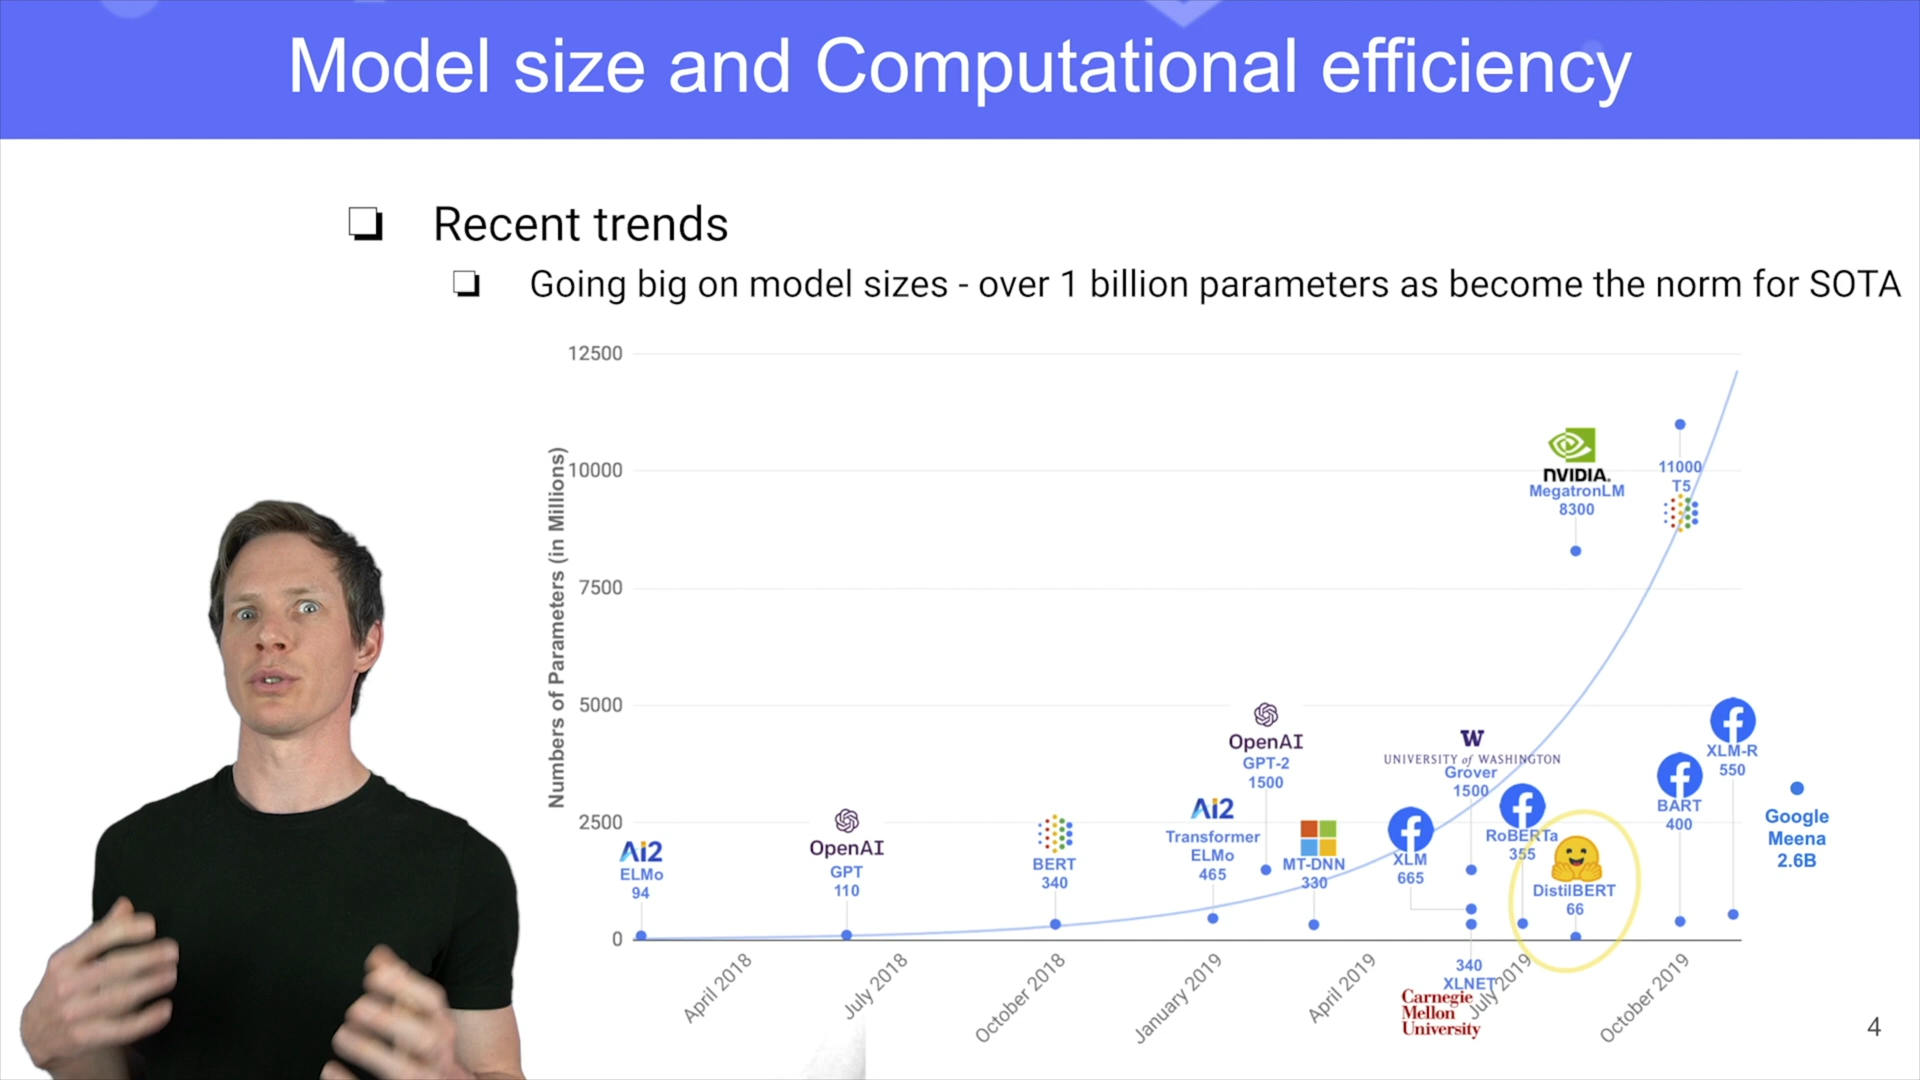 Model size and Computational efficiency
Recent trends
Going big on model sizes - over 1 billion parameters as become the norm for SOTA
Numbers of Parameters (in Millions)
12500
10000
7500
5000
2500
0
Ai2
ELMo
94
OpenAI
GPT
110
BERT
340
Ai2
Transformer
ELMo
465
OpenAI
GPT-2
1500
MT-DNN
330
XLM
665
W
UNIVERSITY of WASHINGTON
Grover
1500
340
XLNET
Carnegie
Mellon
University
RoBERTa
355
DistilBERT
66
NVIDIA.
MegatronLM
8300
11000
T5
BART
400
XLM-R
550
Google
Meena
2.6B
April 2018
July 2018
October 2018
January 2019
April 2019
July 2019
October 2019
4